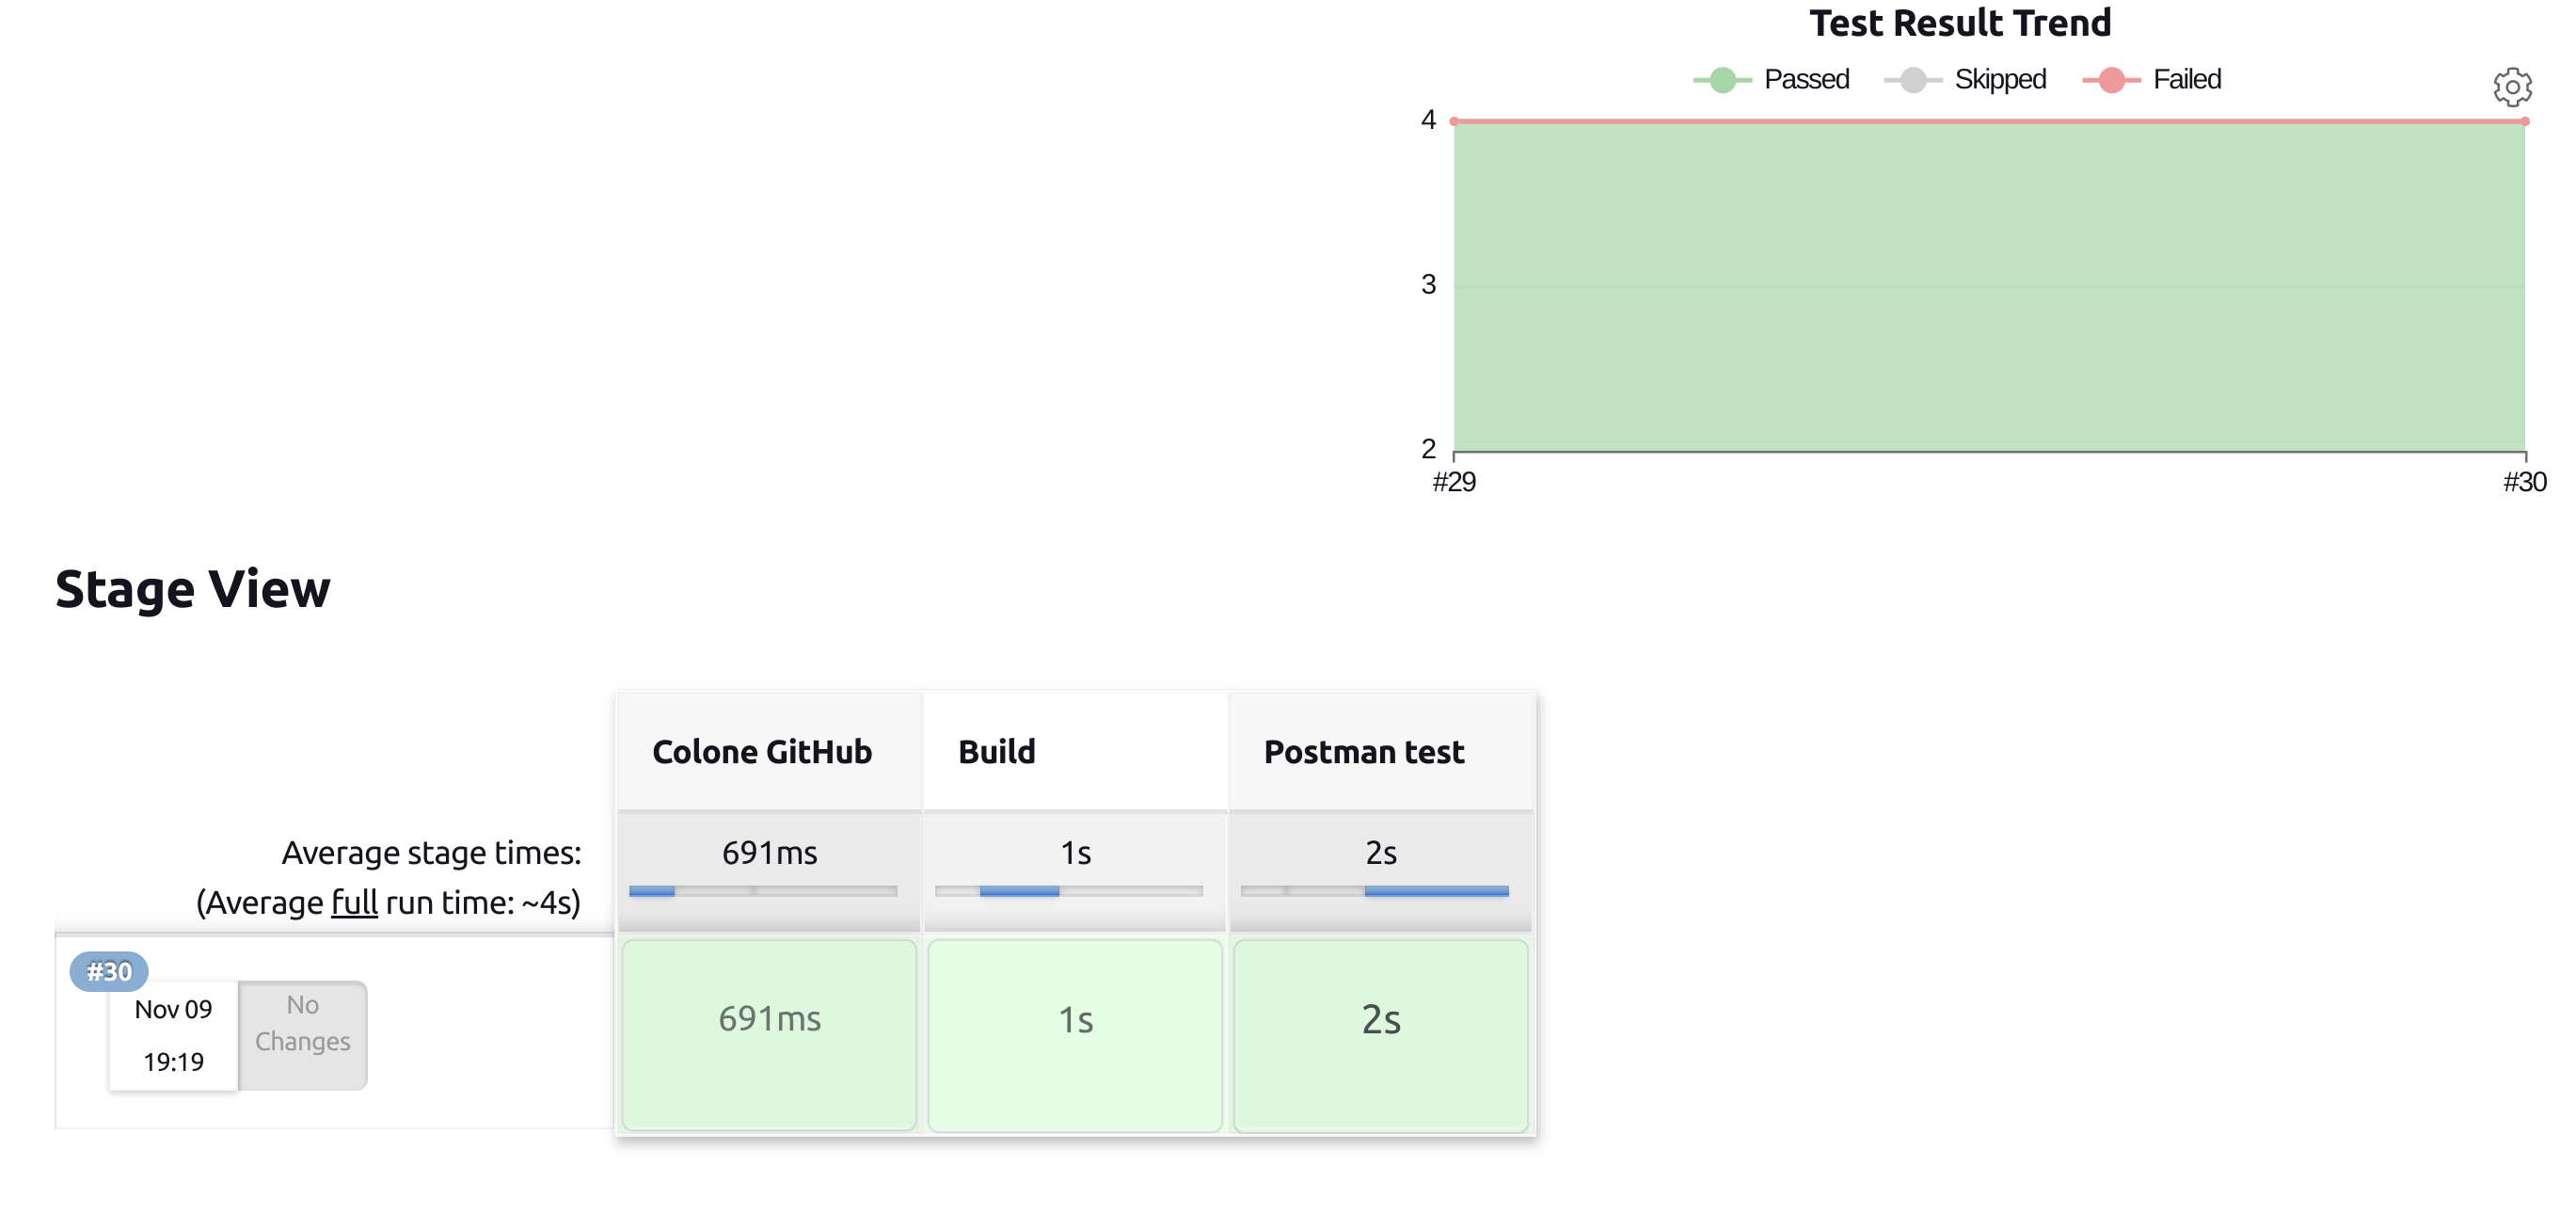 Test Result Trend
Passed Skipped Failed
4
3
2
#29 #30
Stage View
Colone GitHub Build Postman test
Average stage times: 691ms 1s 2s
(Average full run time: ~4s)
#30
Nov 09
19:19
No
Changes
691ms 1s 2s